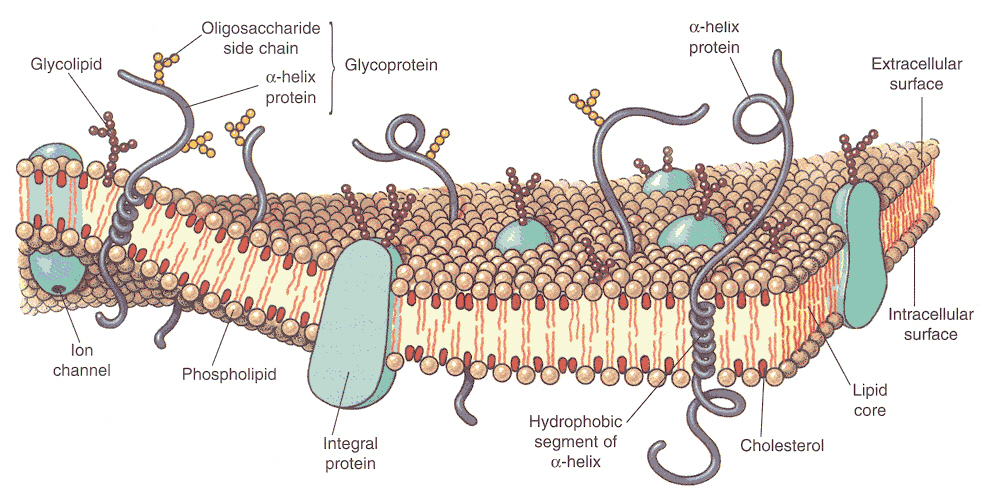 Oligosaccharide
side chain
Glycolipid
α-helix
protein
Glycoprotein
α-helix
protein
Extracellular
surface
Ion
channel
Phospholipid
Integral
protein
Hydrophobic
segment of
α-helix
Cholesterol
Lipid
core
Intracellular
surface